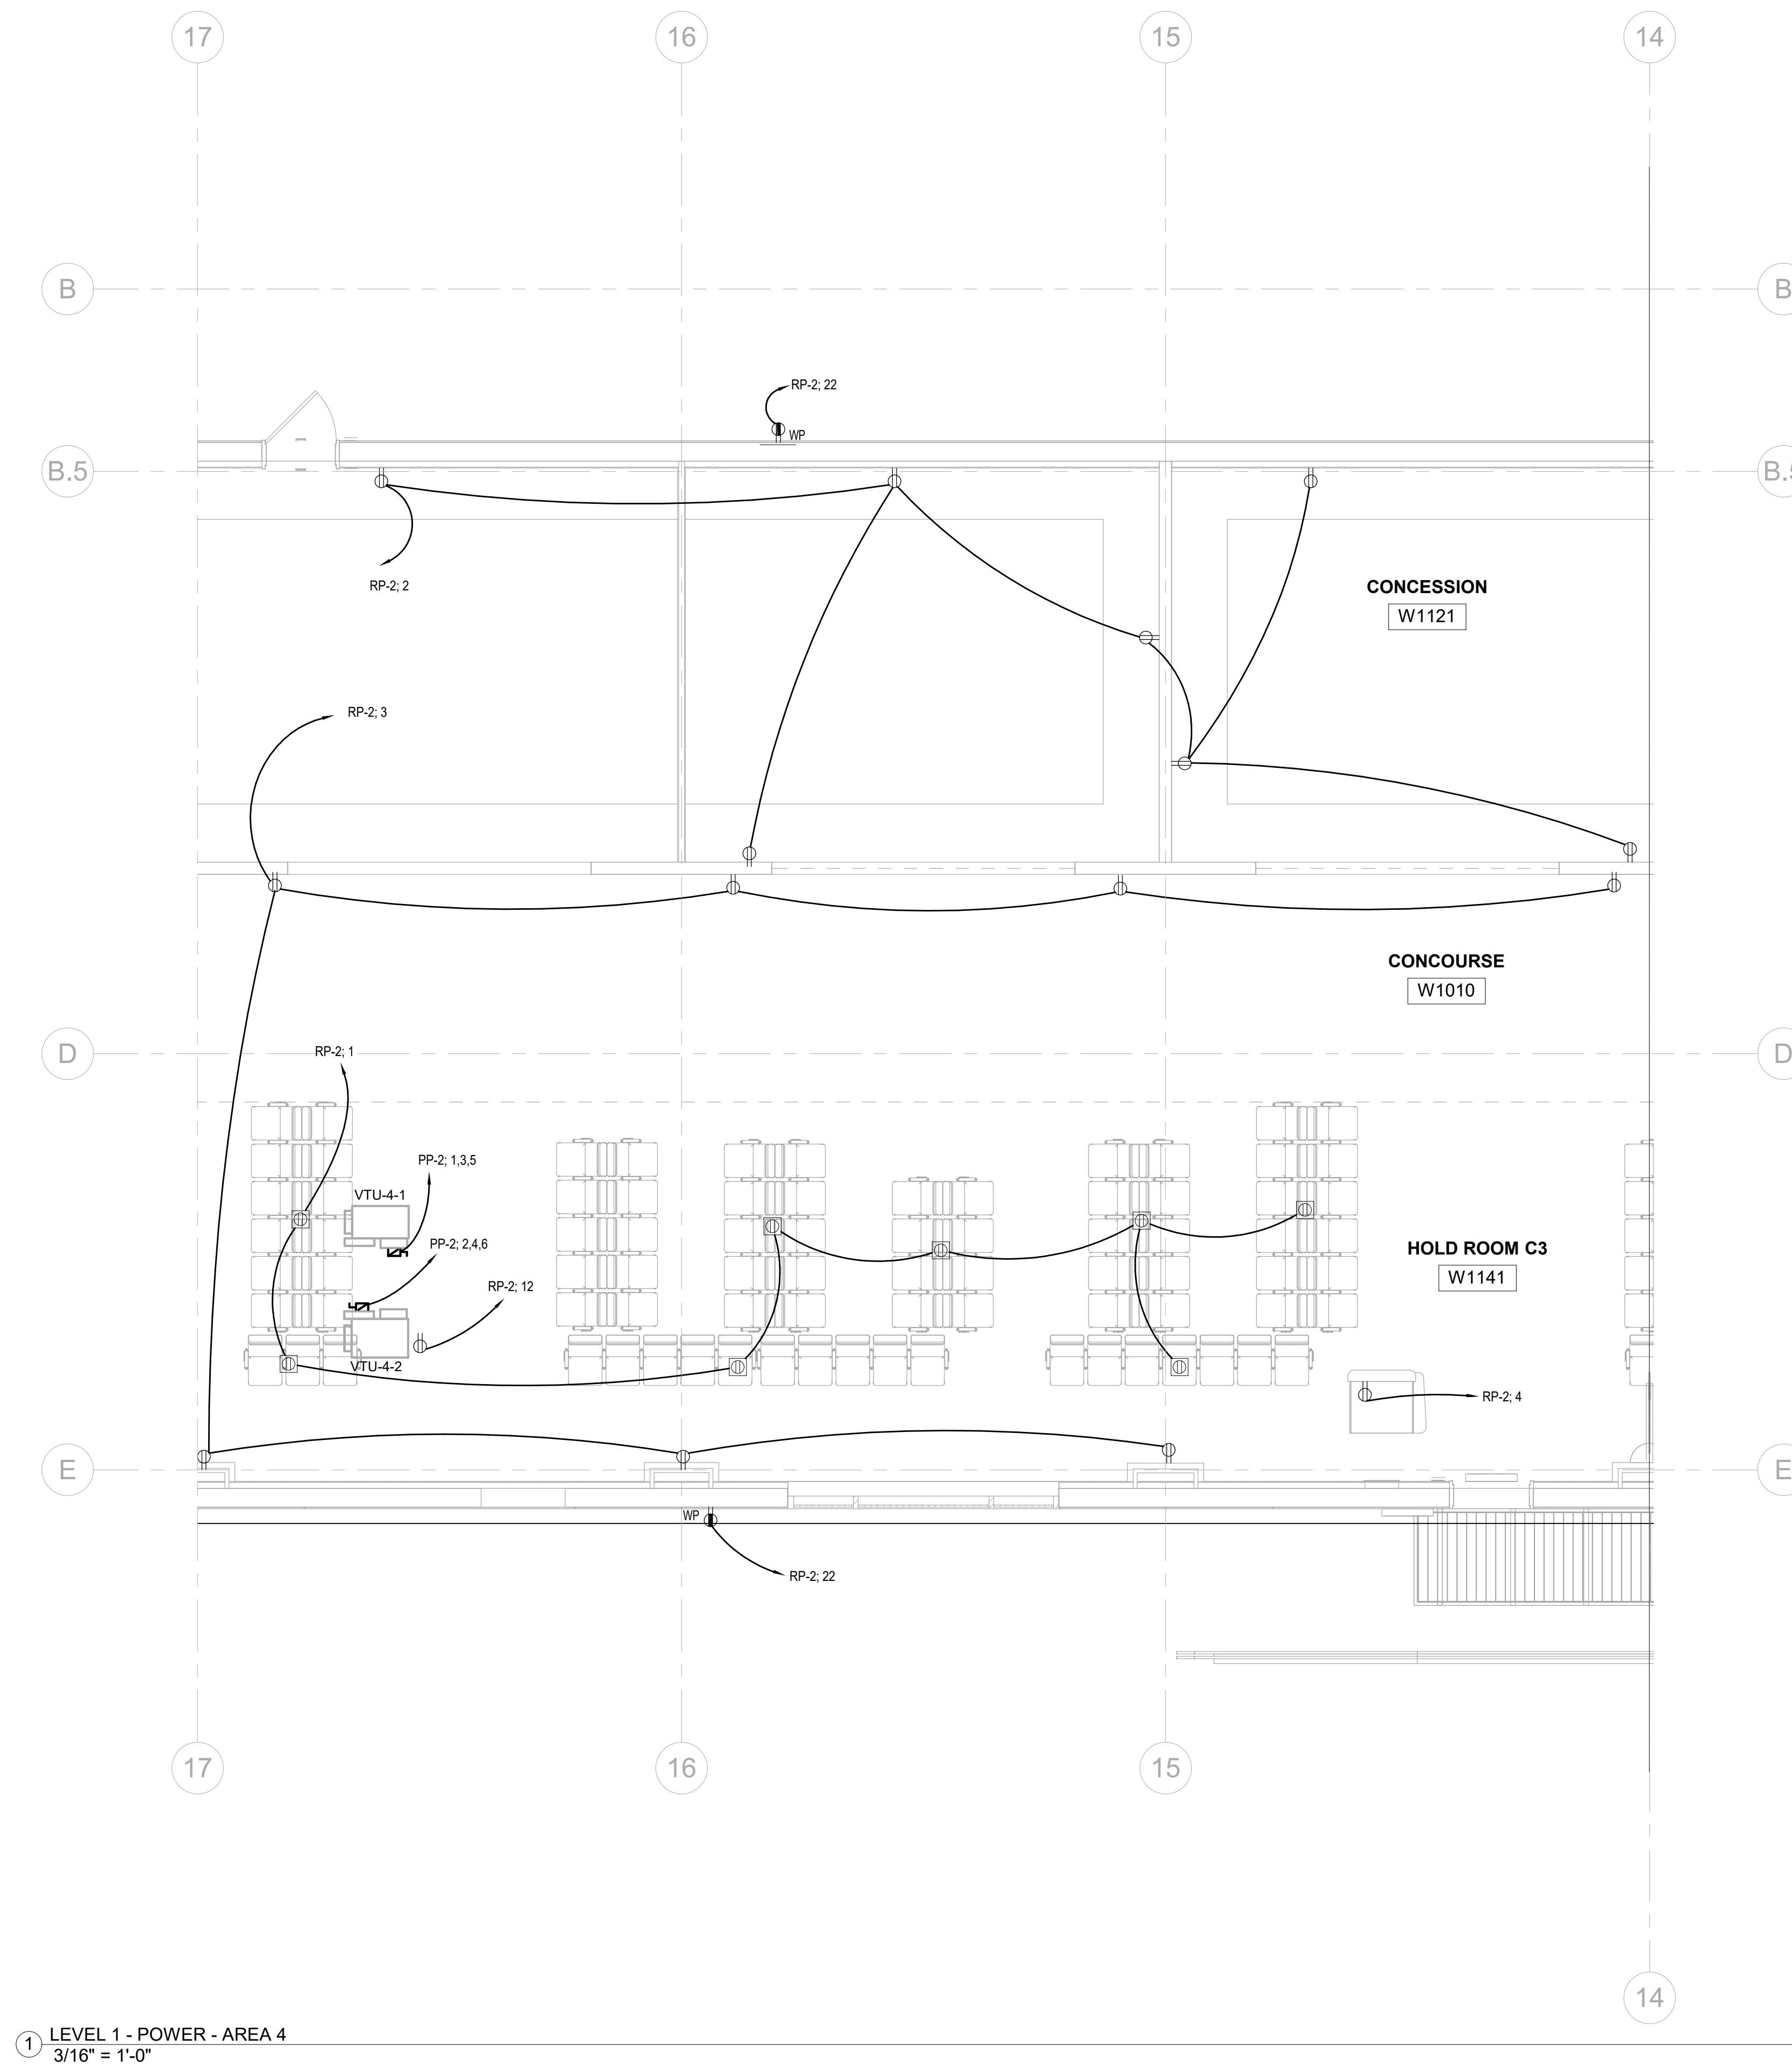 17 16 15 14
B B
RP-2; 22
WP
B.5 B.5
RP-2; 2
CONCESSION
W1121
RP-2; 3
CONCOURSE
W1010
D D
RP-2; 1
PP-2; 1,3,5
VTU-4-1
PP-2; 2,4,6
HOLD ROOM C3
W1141
RP-2; 12
VTU-4-2
RP-2; 4
E E
WP
RP-2; 22
17 16 15
14
1 LEVEL 1 - POWER - AREA 4
3/16" = 1'-0"